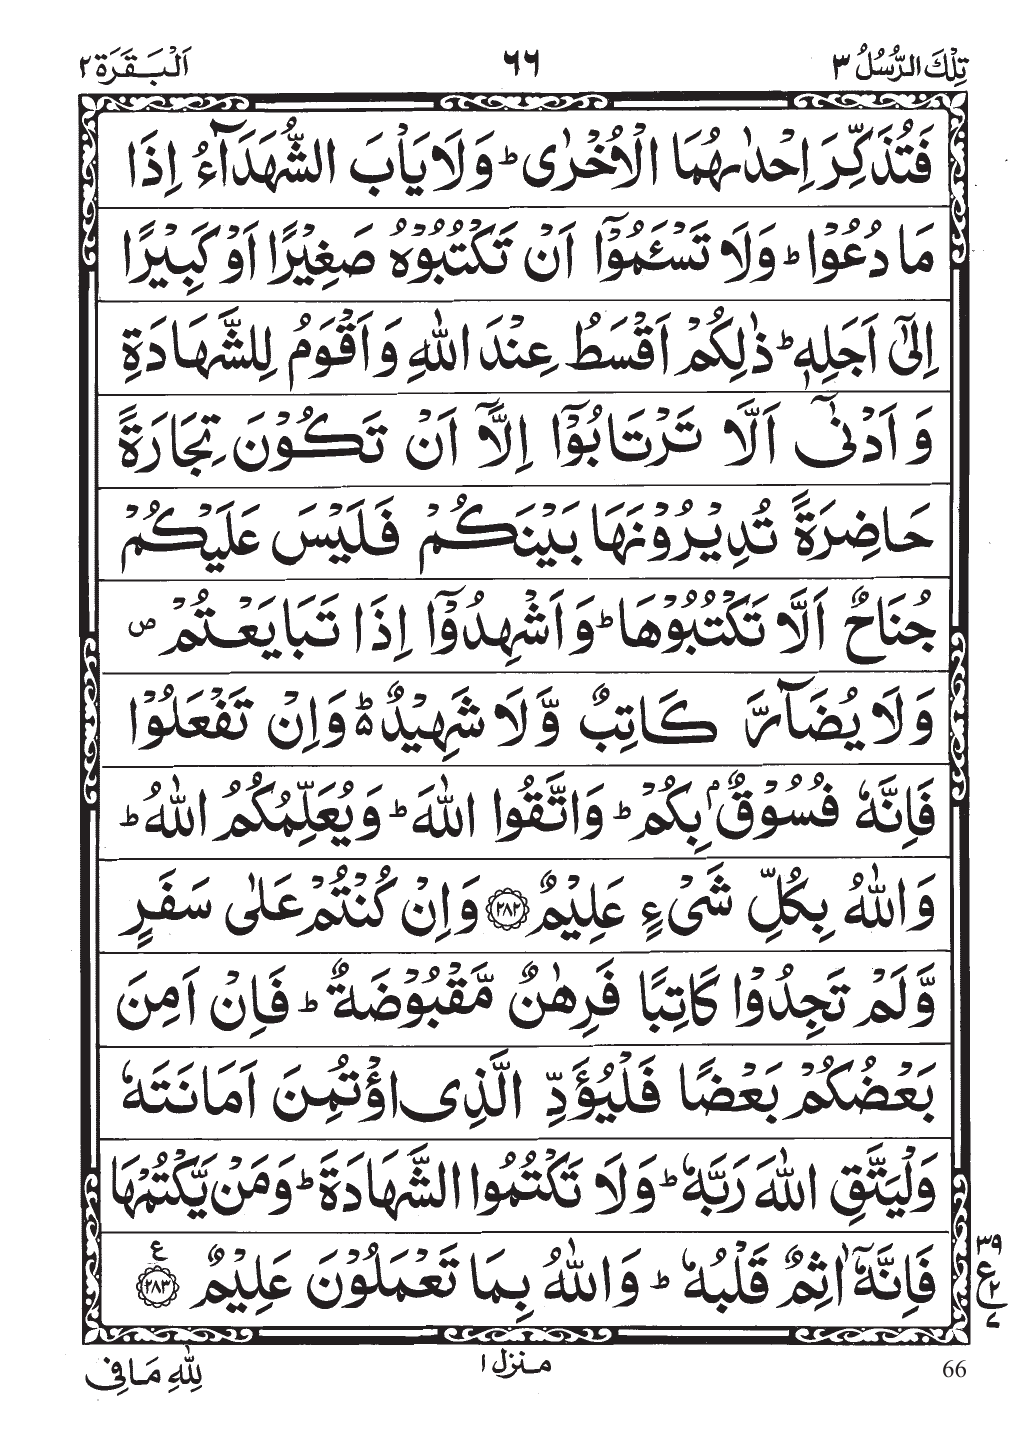 تِلْكَ الرُّسُلُ ٣
٦٦
اَلْبَقَرَة ٢
فَتُذَكِّرَ اِحْدٰىهُمَا الْاُخْرٰى ؕ وَلَا يَاْبَ الشُّهَدَآءُ اِذَا
مَا دُعُوْا ؕ وَلَا تَسْـَٔمُوْٓا اَنْ تَكْتُبُوْهُ صَغِيْرًا اَوْ كَبِيْرًا
اِلٰٓى اَجَلِهٖ ؕ ذٰلِكُمْ اَقْسَطُ عِنْدَ اللّٰهِ وَاَقْوَمُ لِلشَّهَادَةِ
وَاَدْنٰٓى اَلَّا تَرْتَابُوْٓا اِلَّآ اَنْ تَكُوْنَ تِجَارَةً
حَاضِرَةً تُدِيْرُوْنَهَا بَيْنَكُمْ فَلَيْسَ عَلَيْكُمْ
جُنَاحٌ اَلَّا تَكْتُبُوْهَا ؕ وَاَشْهِدُوْٓا اِذَا تَبَايَعْتُمْ ۪
وَلَا يُضَآرَّ كَاتِبٌ وَّلَا شَهِيْدٌ ؕ۬ وَاِنْ تَفْعَلُوْا
فَاِنَّهٗ فُسُوْقٌۢ بِكُمْ ؕ وَاتَّقُوا اللّٰهَ ؕ وَيُعَلِّمُكُمُ اللّٰهُ ؕ
وَاللّٰهُ بِكُلِّ شَىْءٍ عَلِيْمٌ ۝٢٨٢ وَاِنْ كُنْتُمْ عَلٰى سَفَرٍ
وَّلَمْ تَجِدُوْا كَاتِبًا فَرِهٰنٌ مَّقْبُوْضَةٌ ؕ فَاِنْ اَمِنَ
بَعْضُكُمْ بَعْضًا فَلْيُؤَدِّ الَّذِى اؤْتُمِنَ اَمَانَتَهٗ
وَلْيَتَّقِ اللّٰهَ رَبَّهٗ ؕ وَلَا تَكْتُمُوا الشَّهَادَةَ ؕ وَمَنْ يَّكْتُمْهَا
فَاِنَّهٗٓ اٰثِمٌ قَلْبُهٗ ؕ وَاللّٰهُ بِمَا تَعْمَلُوْنَ عَلِيْمٌ ۝٢٨٣ ع
٣٩
ع
٢
٧
66
منزل ١
لِلّٰهِ مَا فِى